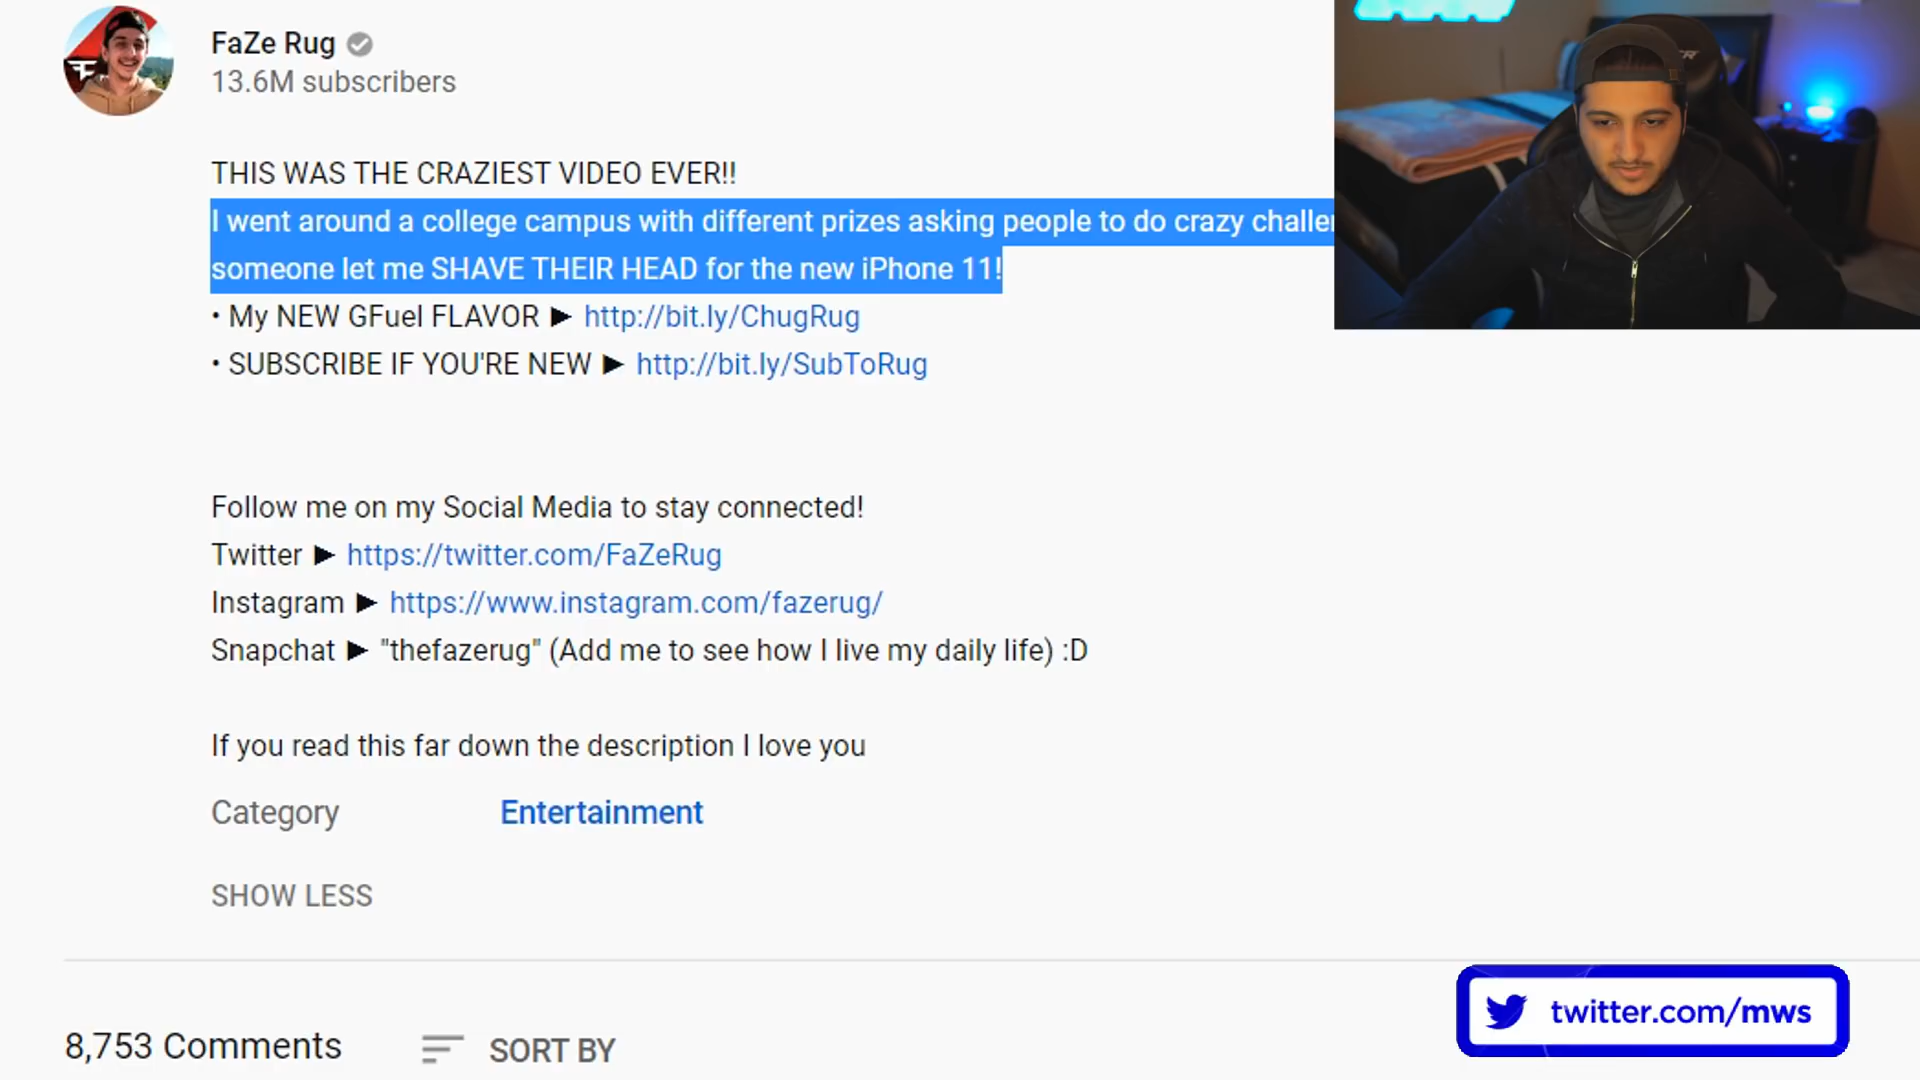 FaZe Rug
13.6M subscribers
THIS WAS THE CRAZIEST VIDEO EVER!!
I went around a college campus with different prizes asking people to do crazy
someone let me SHAVE THEIR HEAD for the new iPhone 11!
• My NEW GFuel FLAVOR ► http://bit.ly/ChugRug
• SUBSCRIBE IF YOU'RE NEW ► http://bit.ly/SubToRug
Follow me on my Social Media to stay connected!
Twitter ► https://twitter.com/FaZeRug
Instagram ► https://www.instagram.com/fazerug/
Snapchat ► "thefazerug" (Add me to see how I live my daily life) :D
If you read this far down the description I love you
Category Entertainment
SHOW LESS
8,753 Comments SORT BY
twitter.com/mws